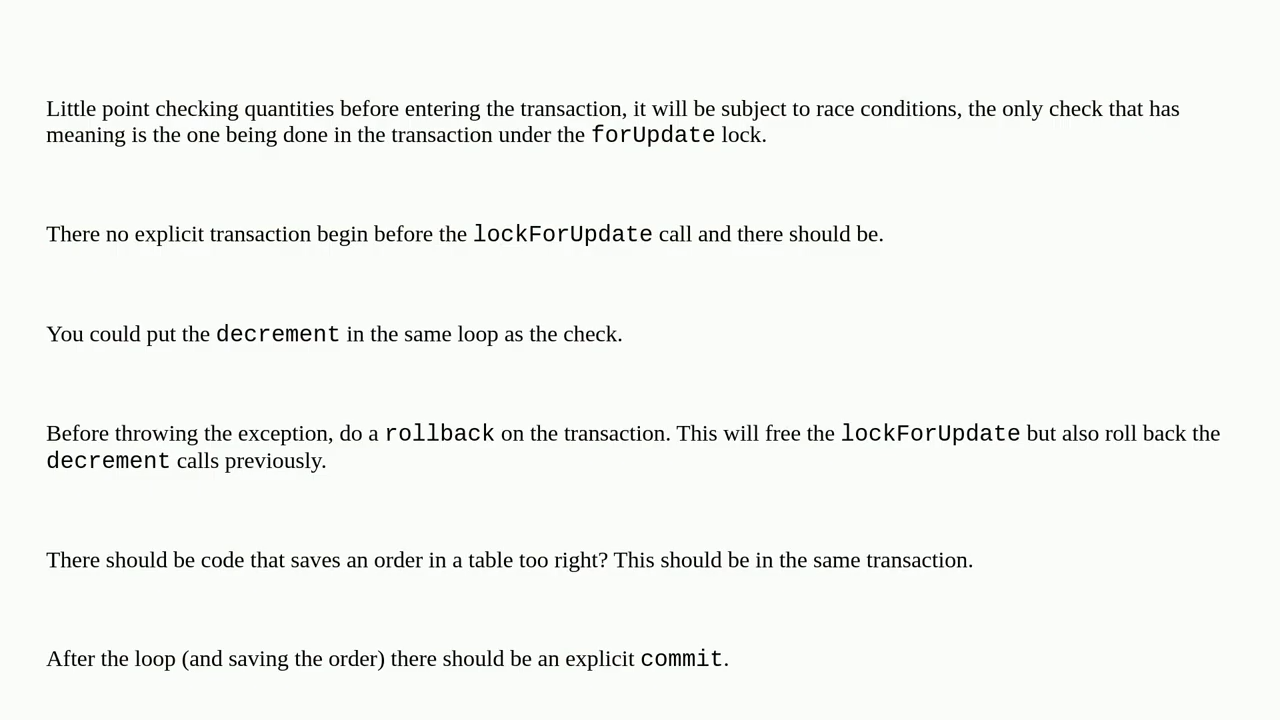 Little point checking quantities before entering the transaction, it will be subject to race conditions, the only check that has
meaning is the one being done in the transaction under the forUpdate lock.
There no explicit transaction begin before the lockForUpdate call and there should be.
You could put the decrement in the same loop as the check.
Before throwing the exception, do a rollback on the transaction. This will free the lockForUpdate but also roll back the
decrement calls previously.
There should be code that saves an order in a table too right? This should be in the same transaction.
After the loop (and saving the order) there should be an explicit commit.